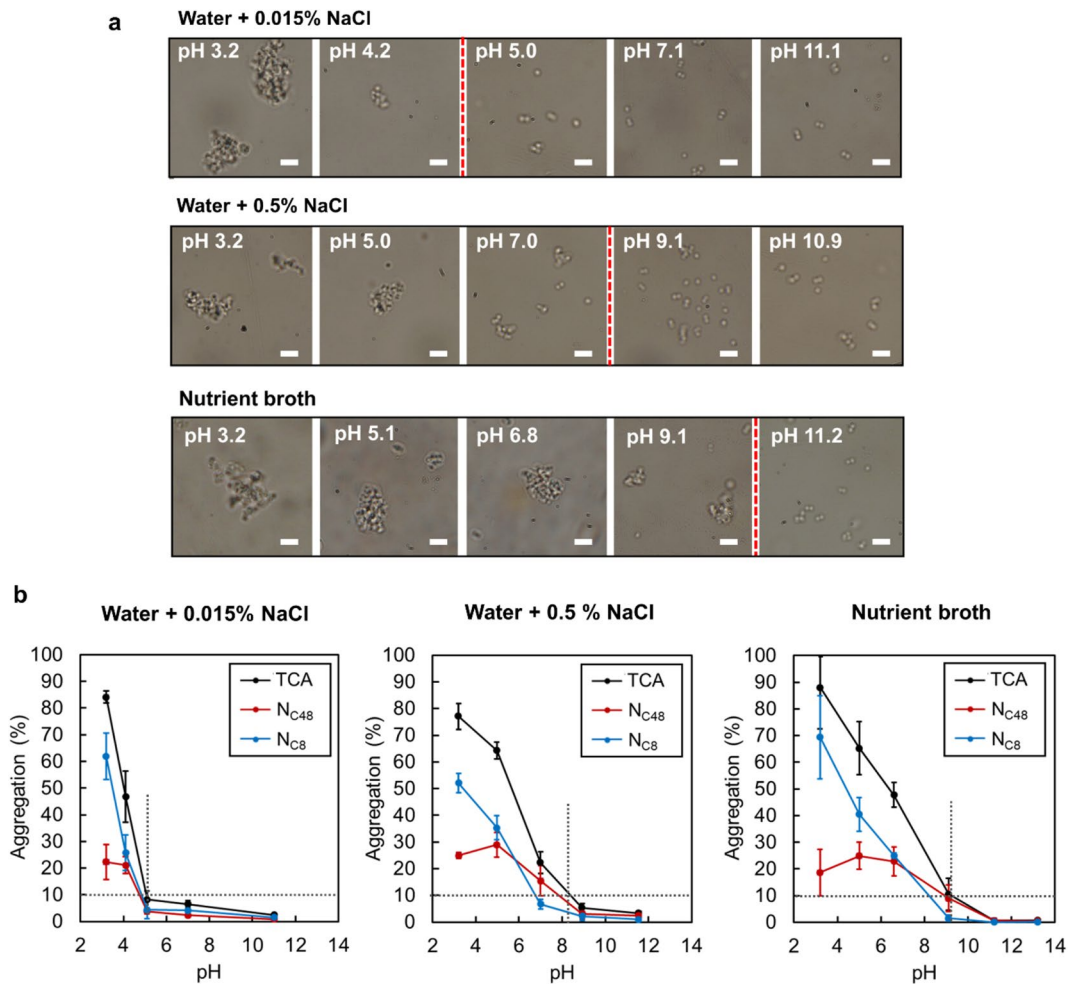 a
Water + 0.015% NaCl
pH 3.2 pH 4.2 pH 5.0 pH 7.1 pH 11.1
Water + 0.5% NaCl
pH 3.2 pH 5.0 pH 7.0 pH 9.1 pH 10.9
Nutrient broth
pH 3.2 pH 5.1 pH 6.8 pH 9.1 pH 11.2
b
Water + 0.015% NaCl Water + 0.5 % NaCl Nutrient broth
100 100 100
90 90 90
80 80 80
70 70 70
60 60 60
50 50 50
40 40 40
30 30 30
20 20 20
10 10 10
0 0 0
Aggregation (%) Aggregation (%) Aggregation (%)
TCA TCA TCA
NC48 NC48 NC48
NC8 NC8 NC8
2 4 6 8 10 12 14 2 4 6 8 10 12 14 2 4 6 8 10 12 14
pH pH pH